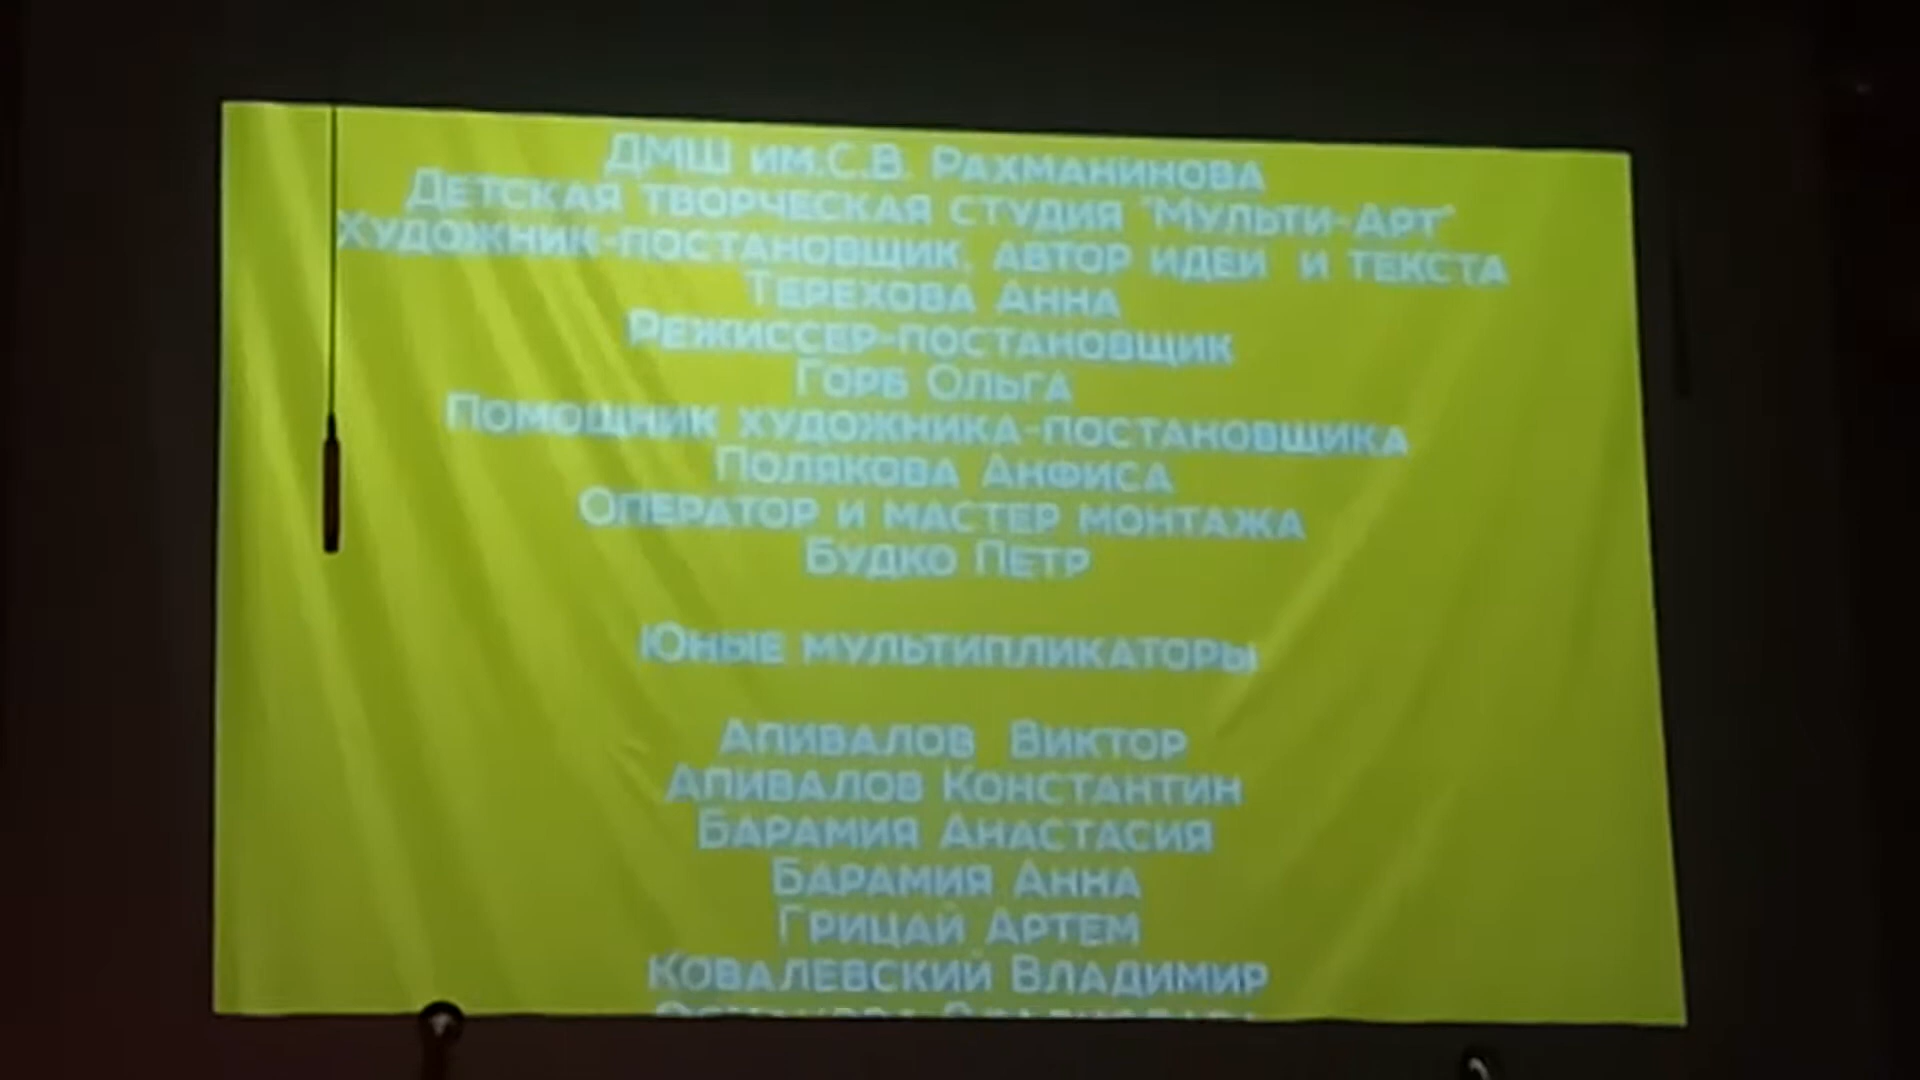 ДМШ им.С.В. Рахманинова
Детская творческая студия "Мульти-Арт"
Художник-постановщик, автор идеи и текста
Терехова Анна
Режиссер-постановщик
Горб Ольга
Помощник художника-постановщика
Полякова Анфиса
Оператор и мастер монтажа
Будко Петр
Юные мультипликаторы
Апивалов Виктор
Апивалов Константин
Барамия Анастасия
Барамия Анна
Грицай Артем
Ковалевский Владимир